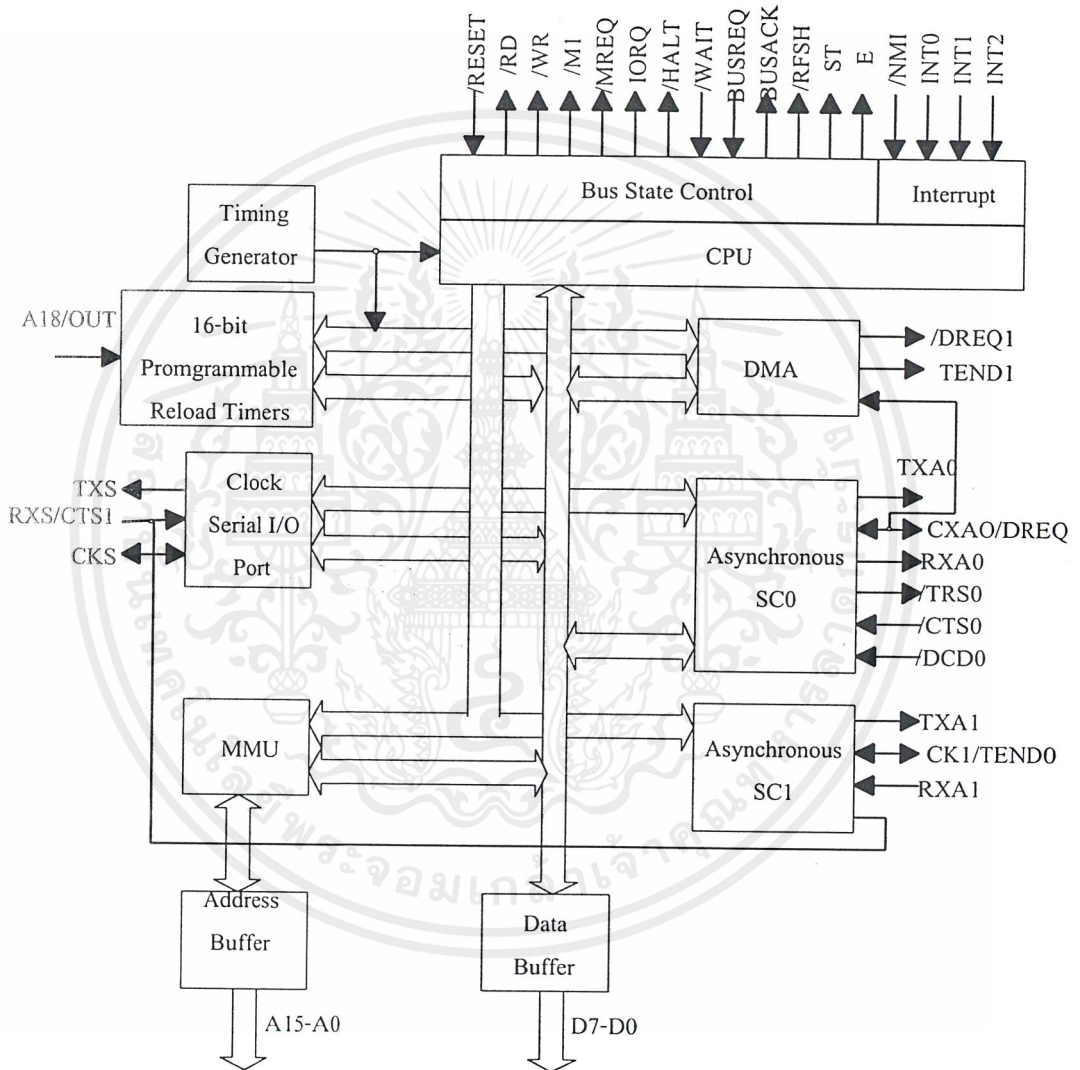 /RESET
/RD
/WR
/M1
/MREQ
IORQ
/HALT
/WAIT
BUSREQ
BUSACK
/RFSH
ST
E
/NMI
INT0
INT1
INT2
Bus State Control
Interrupt
Timing
Generator
CPU
A18/OUT
16-bit
Promgrammable
Reload Timers
DMA
/DREQ1
TEND1
TXS
RXS/CTS1
CKS
Clock
Serial I/O
Port
Asynchronous
SC0
TXA0
CXAO/DREQ
RXA0
/TRS0
/CTS0
/DCD0
MMU
Asynchronous
SC1
TXA1
CK1/TEND0
RXA1
Address
Buffer
Data
Buffer
A15-A0
D7-D0